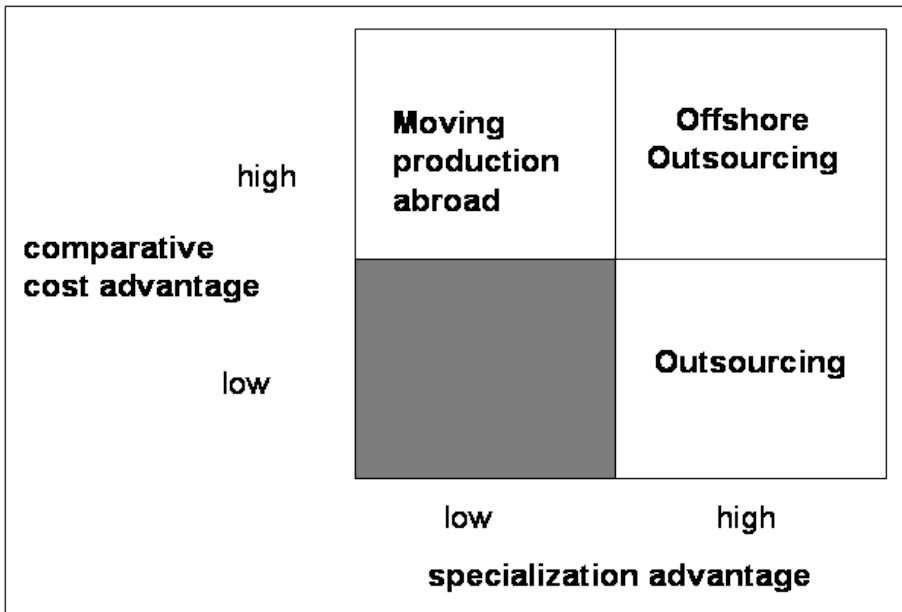 Moving
production
abroad
Offshore
Outsourcing
high
comparative
cost advantage
Outsourcing
low
low
high
specialization advantage